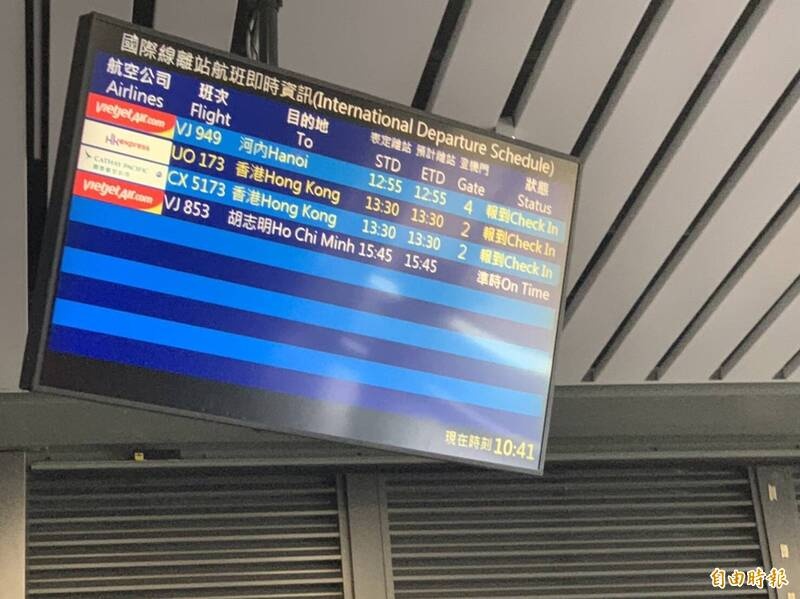 國際線離站航班即時資訊(International Departure Schedule)
航空公司 班次 目的地 表定離站 預計離站 登機門 狀態
Airlines Flight To STD ETD Gate Status
vietjetAir.com VJ 949 河內Hanoi 12:55 12:55 4 報到Check In
HK express UO 173 香港Hong Kong 13:30 13:30 2 報到Check In
CATHAY PACIFIC 國泰航空公司 CX 5173 香港Hong Kong 13:30 13:30 2 報到Check In
vietjetAir.com VJ 853 胡志明Ho Chi Minh 15:45 15:45 準時On Time
現在時刻 10:41
自由時報